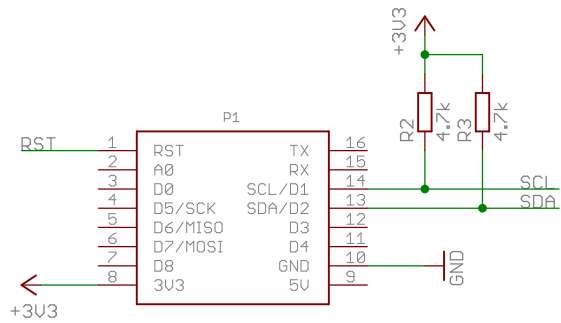 +3V3
R2
4.7k
R3
4.7k
P1
RST 1 RST TX 16
2 A0 RX 15
3 D0 SCL/D1 14 SCL
4 D5/SCK SDA/D2 13 SDA
5 D6/MISO D3 12
6 D7/MOSI D4 11
7 D8 GND 10 GND
8 3V3 5V 9
+3V3